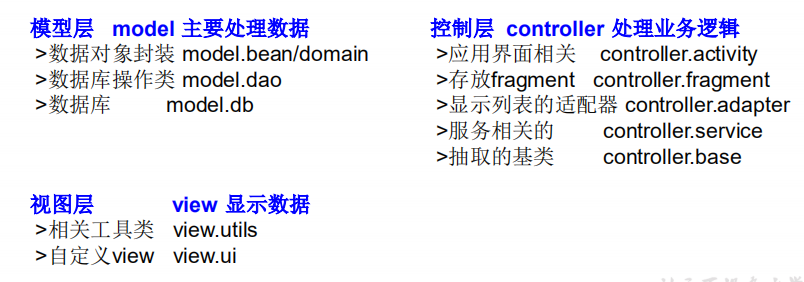 模型层 model 主要处理数据
>数据对象封装 model.bean/domain
>数据库操作类 model.dao
>数据库 model.db
控制层 controller 处理业务逻辑
>应用界面相关 controller.activity
>存放fragment controller.fragment
>显示列表的适配器 controller.adapter
>服务相关的 controller.service
>抽取的基类 controller.base
视图层 view 显示数据
>相关工具类 view.utils
>自定义view view.ui